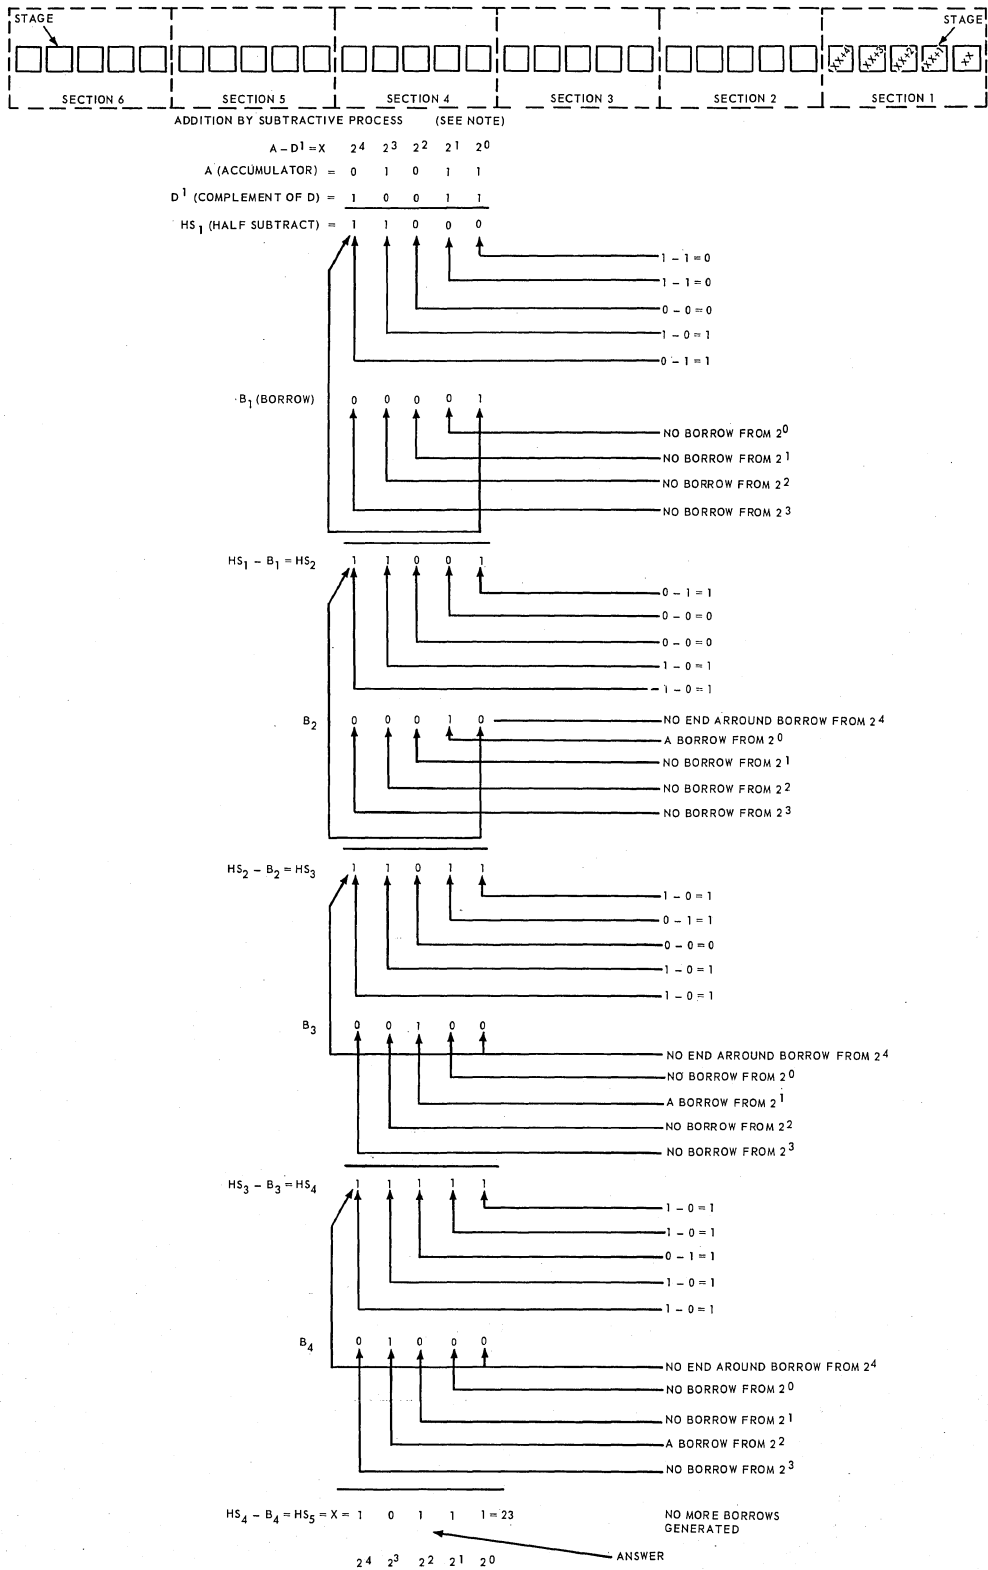 STAGE STAGE
XX+4 XX+3 XX+2 XX+1 XX
SECTION 6 SECTION 5 SECTION 4 SECTION 3 SECTION 2 SECTION 1
ADDITION BY SUBTRACTIVE PROCESS (SEE NOTE)
A – D¹ = X 2⁴ 2³ 2² 2¹ 2⁰
A (ACCUMULATOR) = 0 1 0 1 1
D¹ (COMPLEMENT OF D) = 1 0 0 1 1
HS₁ (HALF SUBTRACT) = 1 1 0 0 0
1 – 1 = 0
1 – 1 = 0
0 – 0 = 0
1 – 0 = 1
0 – 1 = 1
B₁ (BORROW) 0 0 0 0 1
NO BORROW FROM 2⁰
NO BORROW FROM 2¹
NO BORROW FROM 2²
NO BORROW FROM 2³
HS₁ – B₁ = HS₂ 1 1 0 0 1
0 – 1 = 1
0 – 0 = 0
0 – 0 = 0
1 – 0 = 1
1 – 0 = 1
B₂ 0 0 0 1 0 NO END ARROUND BORROW FROM 2⁴
A BORROW FROM 2⁰
NO BORROW FROM 2¹
NO BORROW FROM 2²
NO BORROW FROM 2³
HS₂ – B₂ = HS₃ 1 1 0 1 1
1 – 0 = 1
0 – 1 = 1
0 – 0 = 0
1 – 0 = 1
1 – 0 = 1
B₃ 0 0 1 0 0
NO END ARROUND BORROW FROM 2⁴
NO BORROW FROM 2⁰
A BORROW FROM 2¹
NO BORROW FROM 2²
NO BORROW FROM 2³
HS₃ – B₃ = HS₄ 1 1 1 1 1
1 – 0 = 1
1 – 0 = 1
0 – 1 = 1
1 – 0 = 1
1 – 0 = 1
B₄ 0 1 0 0 0
NO END AROUND BORROW FROM 2⁴
NO BORROW FROM 2⁰
NO BORROW FROM 2¹
A BORROW FROM 2²
NO BORROW FROM 2³
HS₄ – B₄ = HS₅ = X = 1 0 1 1 1 = 23 NO MORE BORROWS
GENERATED
ANSWER
2⁴ 2³ 2² 2¹ 2⁰